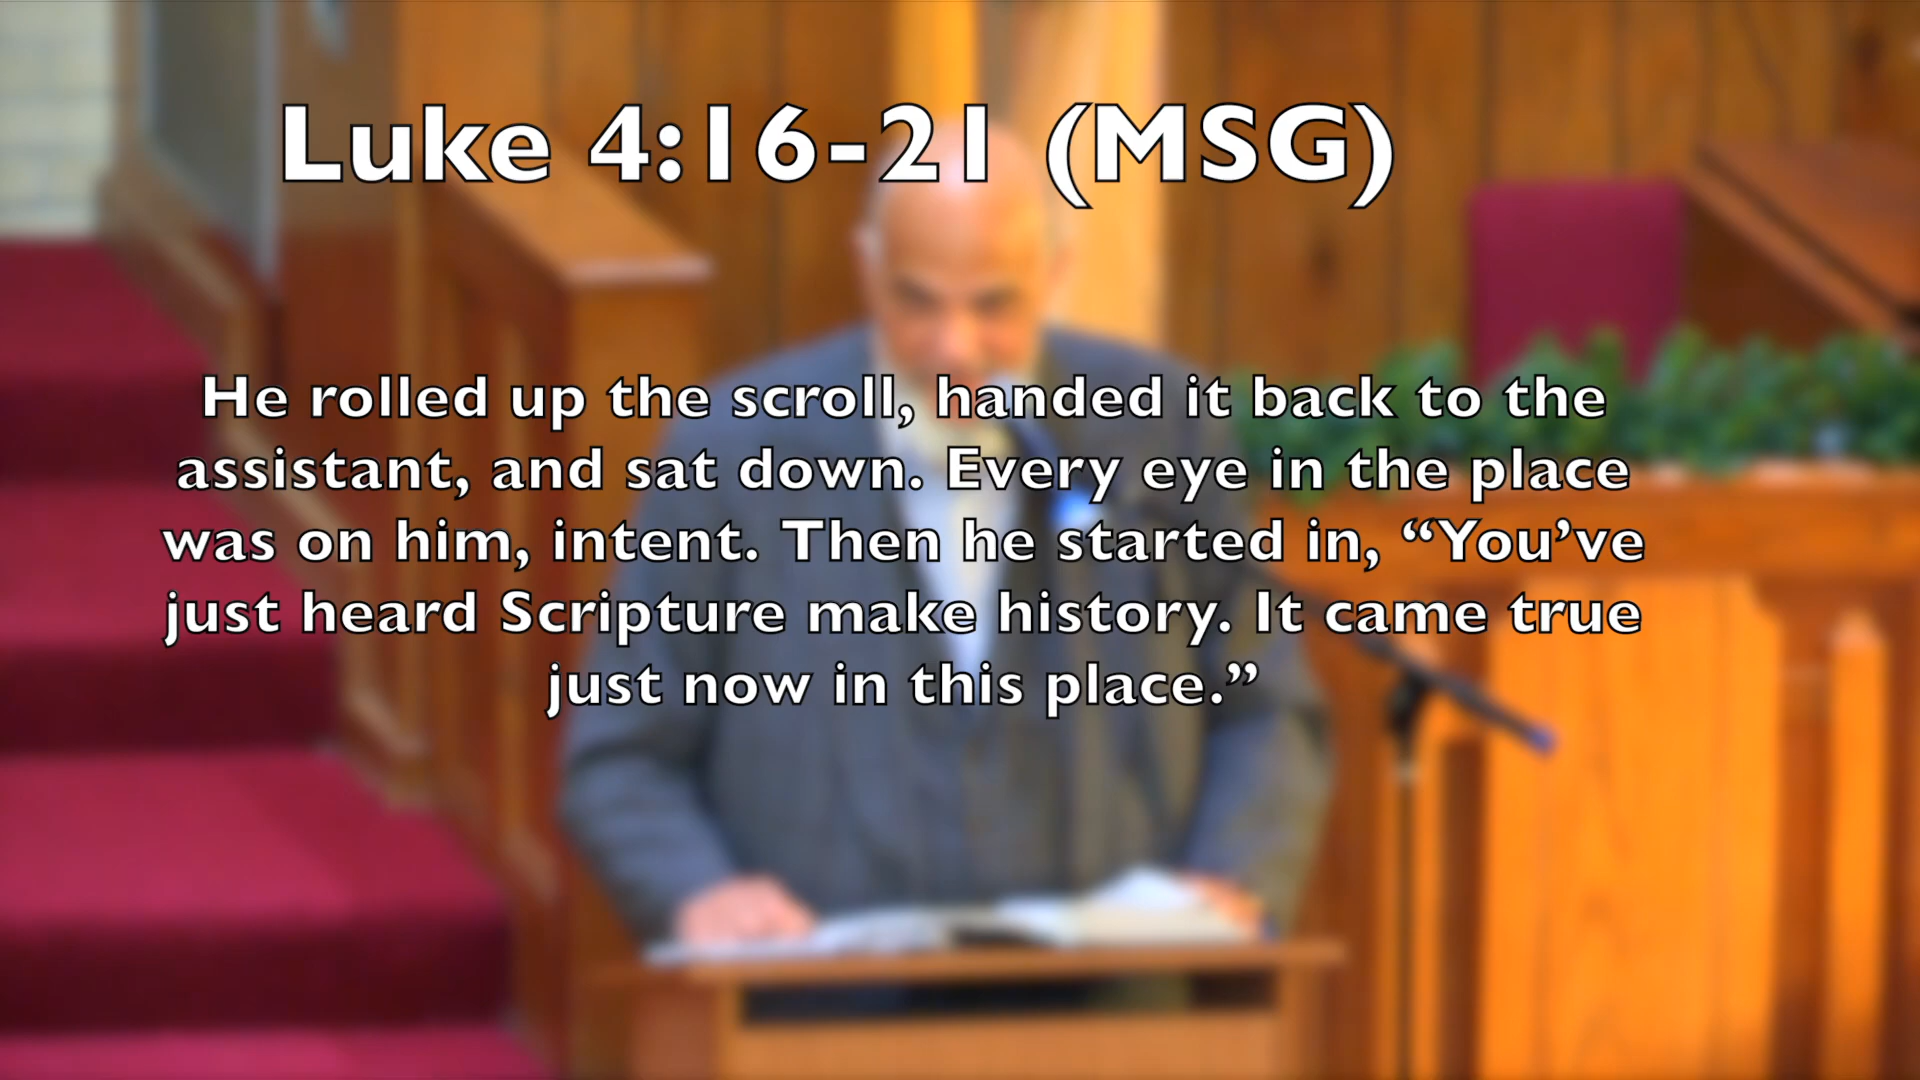 Luke 4:16-21 (MSG)
He rolled up the scroll, handed it back to the
assistant, and sat down. Every eye in the place
was on him, intent. Then he started in, “You’ve
just heard Scripture make history. It came true
just now in this place.”